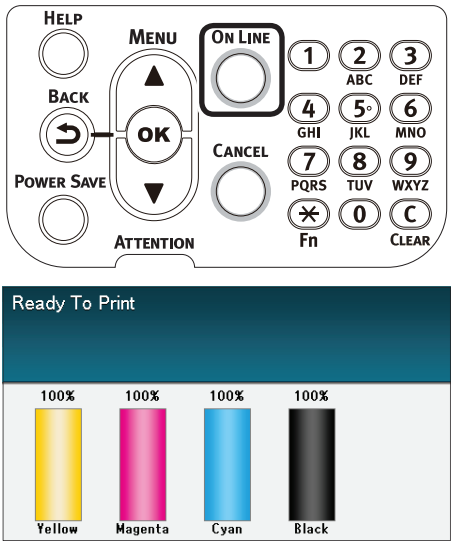 HELP
MENU
ON LINE
1 2 3
ABC DEF
BACK
OK
4 5 6
GHI JKL MNO
CANCEL
7 8 9
PQRS TUV WXYZ
POWER SAVE
* 0 C
Fn CLEAR
ATTENTION
Ready To Print
100% 100% 100% 100%
Yellow Magenta Cyan Black